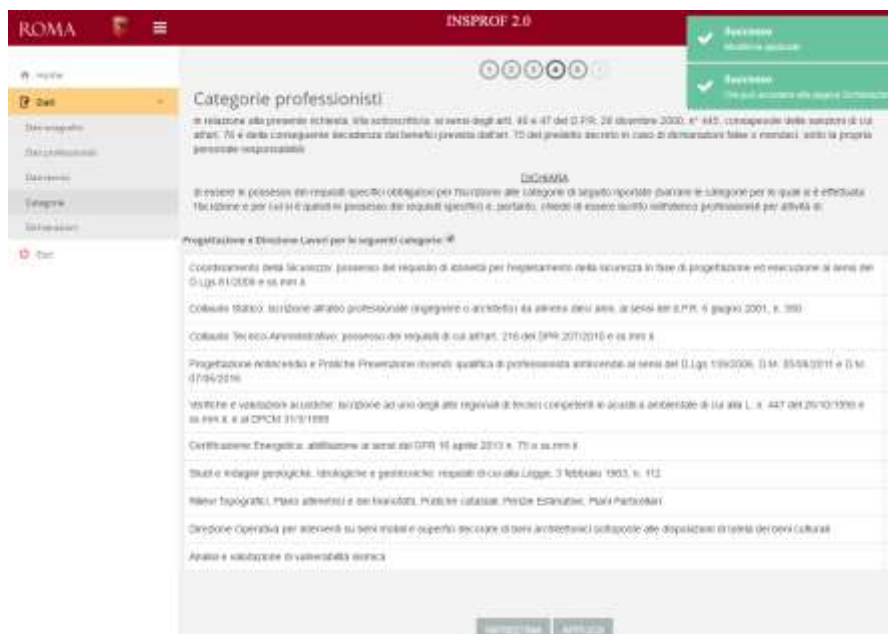 ROMA
INSPROF 2.0
Successo
Modifiche applicate
Successo
Home
Dati
Dati anagrafici
Dati professionali
Categorie
Dichiarazioni
Esci
1 2 3 4 5
Categorie professionisti
In relazione alla presente richiesta, il/la sottoscritto/a, ai sensi degli artt. 46 e 47 del D.P.R. 28 dicembre 2000, n° 445, consapevole delle sanzioni di cui
all'art. 76 e della conseguente decadenza dai benefici prevista dall'art. 75 del predetto decreto in caso di dichiarazioni false o mendaci, sotto la propria
personale responsabilità
DICHIARA
di essere in possesso dei requisiti specifici obbligatori per l'iscrizione alle categorie di seguito riportate (barrare le categorie per le quali si è effettuata
l'iscrizione e per cui si è quindi in possesso dei requisiti specifici) e, pertanto, chiede di essere iscritto nell'elenco professionisti per attività di:
Progettazione e Direzione Lavori per le seguenti categorie:
Coordinamento della Sicurezza: possesso dei requisiti di idoneità per l'espletamento della sicurezza in fase di progettazione ed esecuzione ai sensi del
D.Lgs 81/2008 e ss.mm.ii
Collaudo Statico: iscrizione all'albo professionale (ingegnere o architetto) da almeno dieci anni, ai sensi del D.P.R. 6 giugno 2001, n. 380
Collaudo Tecnico-Amministrativo: possesso dei requisiti di cui all'art. 216 del DPR 207/2010 e ss.mm.ii
Progettazione Antincendio e Pratiche Prevenzione incendi: qualifica di professionista antincendio ai sensi del D.Lgs 139/2006, D.M. 05/08/2011 e D.M.
07/06/2016
Verifiche e valutazioni acustiche: iscrizione ad uno degli albi regionali di tecnici competenti in acustica ambientale di cui alla L. n. 447 del 26/10/1995 e
ss.mm.ii. e al DPCM 31/3/1998
Certificazione Energetica: abilitazione ai sensi del DPR 16 aprile 2013 n. 75 e ss.mm.ii
Studi e indagini geologiche, idrologiche e geotecniche: requisiti di cui alla Legge, 3 febbraio 1963, n. 112
Rilievi Topografici, Plano altimetrici e dei manufatti, Pratiche catastali, Perizie Estimative, Piani Particellari
Direzione Operativa per interventi su beni mobili e superfici decorate di beni architettonici sottoposte alle disposizioni di tutela dei beni culturali
Analisi e valutazione di vulnerabilità sismica
APPLICA